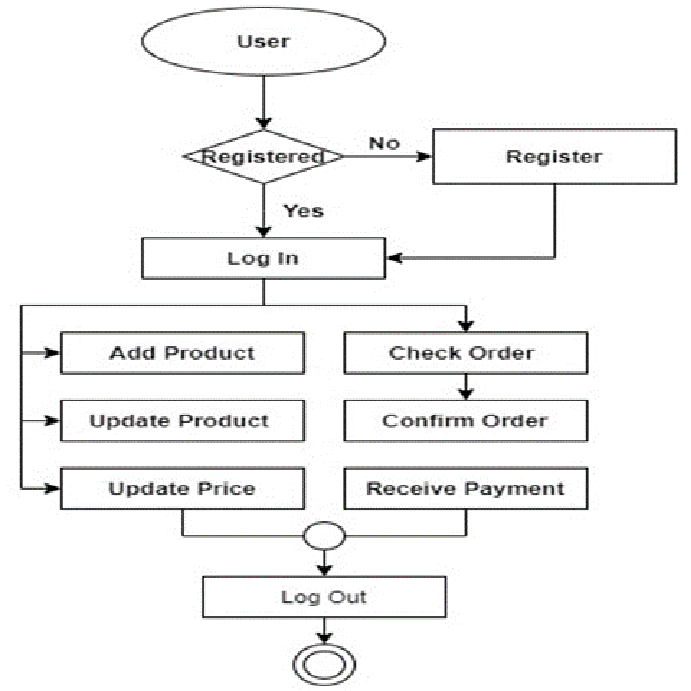 User
Registered
No
Register
Yes
Log In
Add Product
Check Order
Update Product
Confirm Order
Update Price
Receive Payment
Log Out